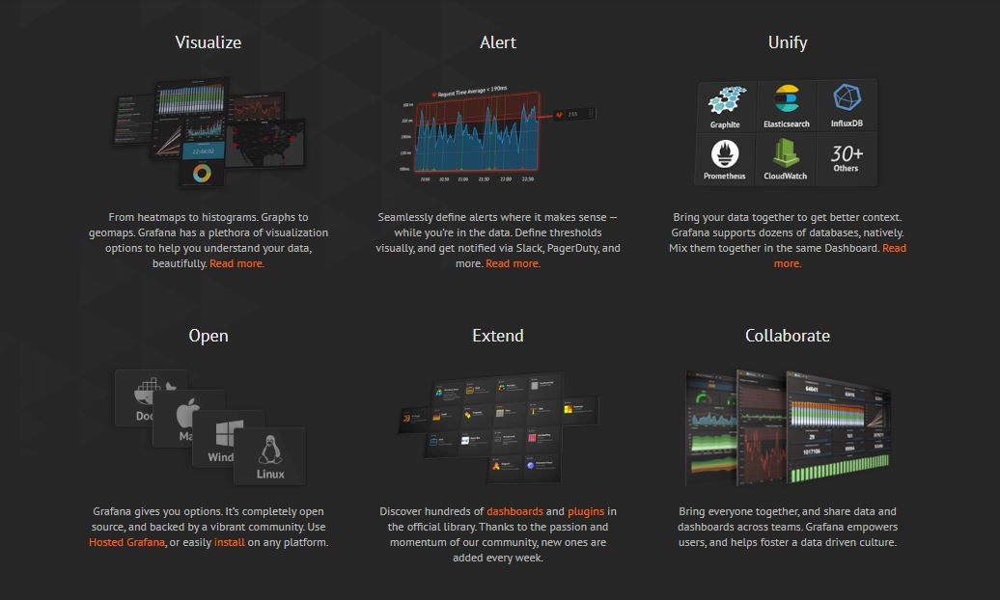 Visualize
Alert
Unify
Request Time Average < 190ms
22:44:02
20:00 20:30 21:00 21:30 22:00 22:30
Graphite
Elasticsearch
InfluxDB
Prometheus
CloudWatch
30+
Others
From heatmaps to histograms. Graphs to
geomaps. Grafana has a plethora of visualization
options to help you understand your data,
beautifully. Read more.
Seamlessly define alerts where it makes sense —
while you're in the data. Define thresholds
visually, and get notified via Slack, PagerDuty, and
more. Read more.
Bring your data together to get better context.
Grafana supports dozens of databases, natively.
Mix them together in the same Dashboard. Read
more.
Open
Extend
Collaborate
Doc
Ma
Wind
Linux
64641
29
161
1017106
Grafana gives you options. It's completely open
source, and backed by a vibrant community. Use
Hosted Grafana, or easily install on any platform.
Discover hundreds of dashboards and plugins in
the official library. Thanks to the passion and
momentum of our community, new ones are
added every week.
Bring everyone together, and share data and
dashboards across teams. Grafana empowers
users, and helps foster a data driven culture.